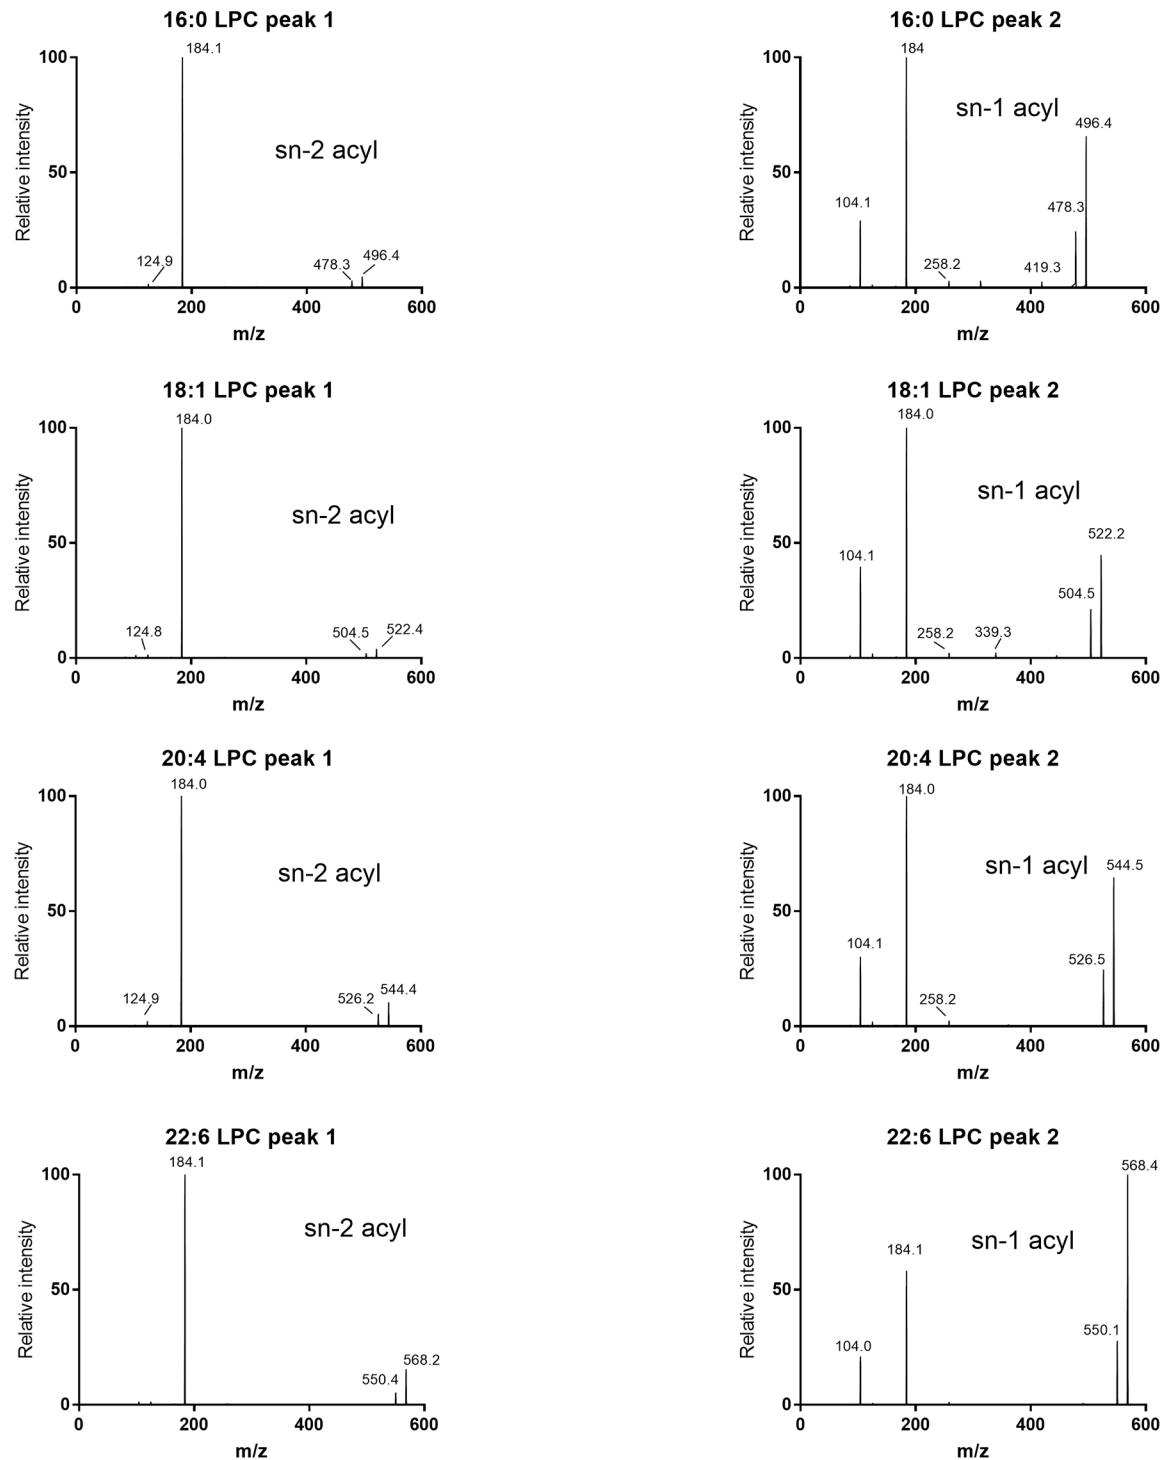 16:0 LPC peak 1
184.1
100
50
0
Relative intensity
sn-2 acyl
124.9
478.3
496.4
0 200 400 600
m/z
16:0 LPC peak 2
184
100
50
0
Relative intensity
sn-1 acyl
496.4
104.1
478.3
258.2
419.3
0 200 400 600
m/z
18:1 LPC peak 1
184.0
100
50
0
Relative intensity
sn-2 acyl
124.8
504.5
522.4
0 200 400 600
m/z
18:1 LPC peak 2
184.0
100
50
0
Relative intensity
sn-1 acyl
522.2
104.1
504.5
258.2
339.3
0 200 400 600
m/z
20:4 LPC peak 1
184.0
100
50
0
Relative intensity
sn-2 acyl
124.9
526.2
544.4
0 200 400 600
m/z
20:4 LPC peak 2
184.0
100
50
0
Relative intensity
sn-1 acyl
544.5
104.1
526.5
258.2
0 200 400 600
m/z
22:6 LPC peak 1
184.1
100
50
0
Relative intensity
sn-2 acyl
568.2
550.4
0 200 400 600
m/z
22:6 LPC peak 2
568.4
100
50
0
Relative intensity
sn-1 acyl
184.1
550.1
104.0
0 200 400 600
m/z